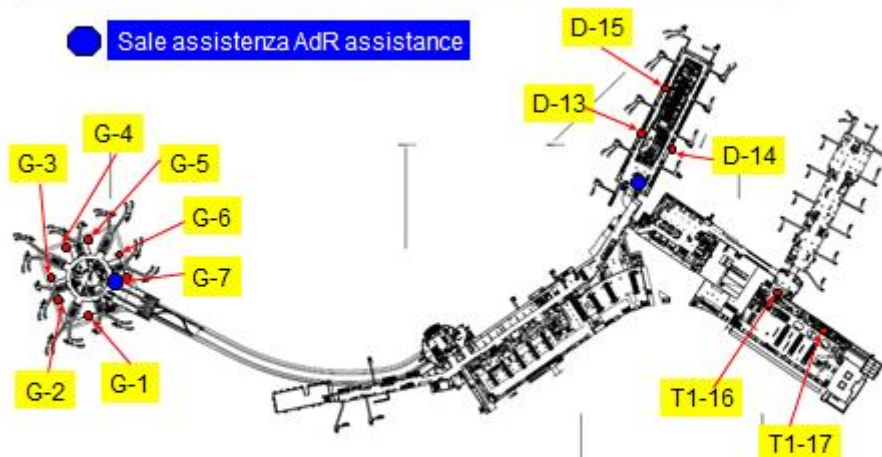 Sale assistenza AdR assistance
D-15
D-13
D-14
G-4
G-3
G-5
G-6
G-7
G-2
G-1
T1-16
T1-17